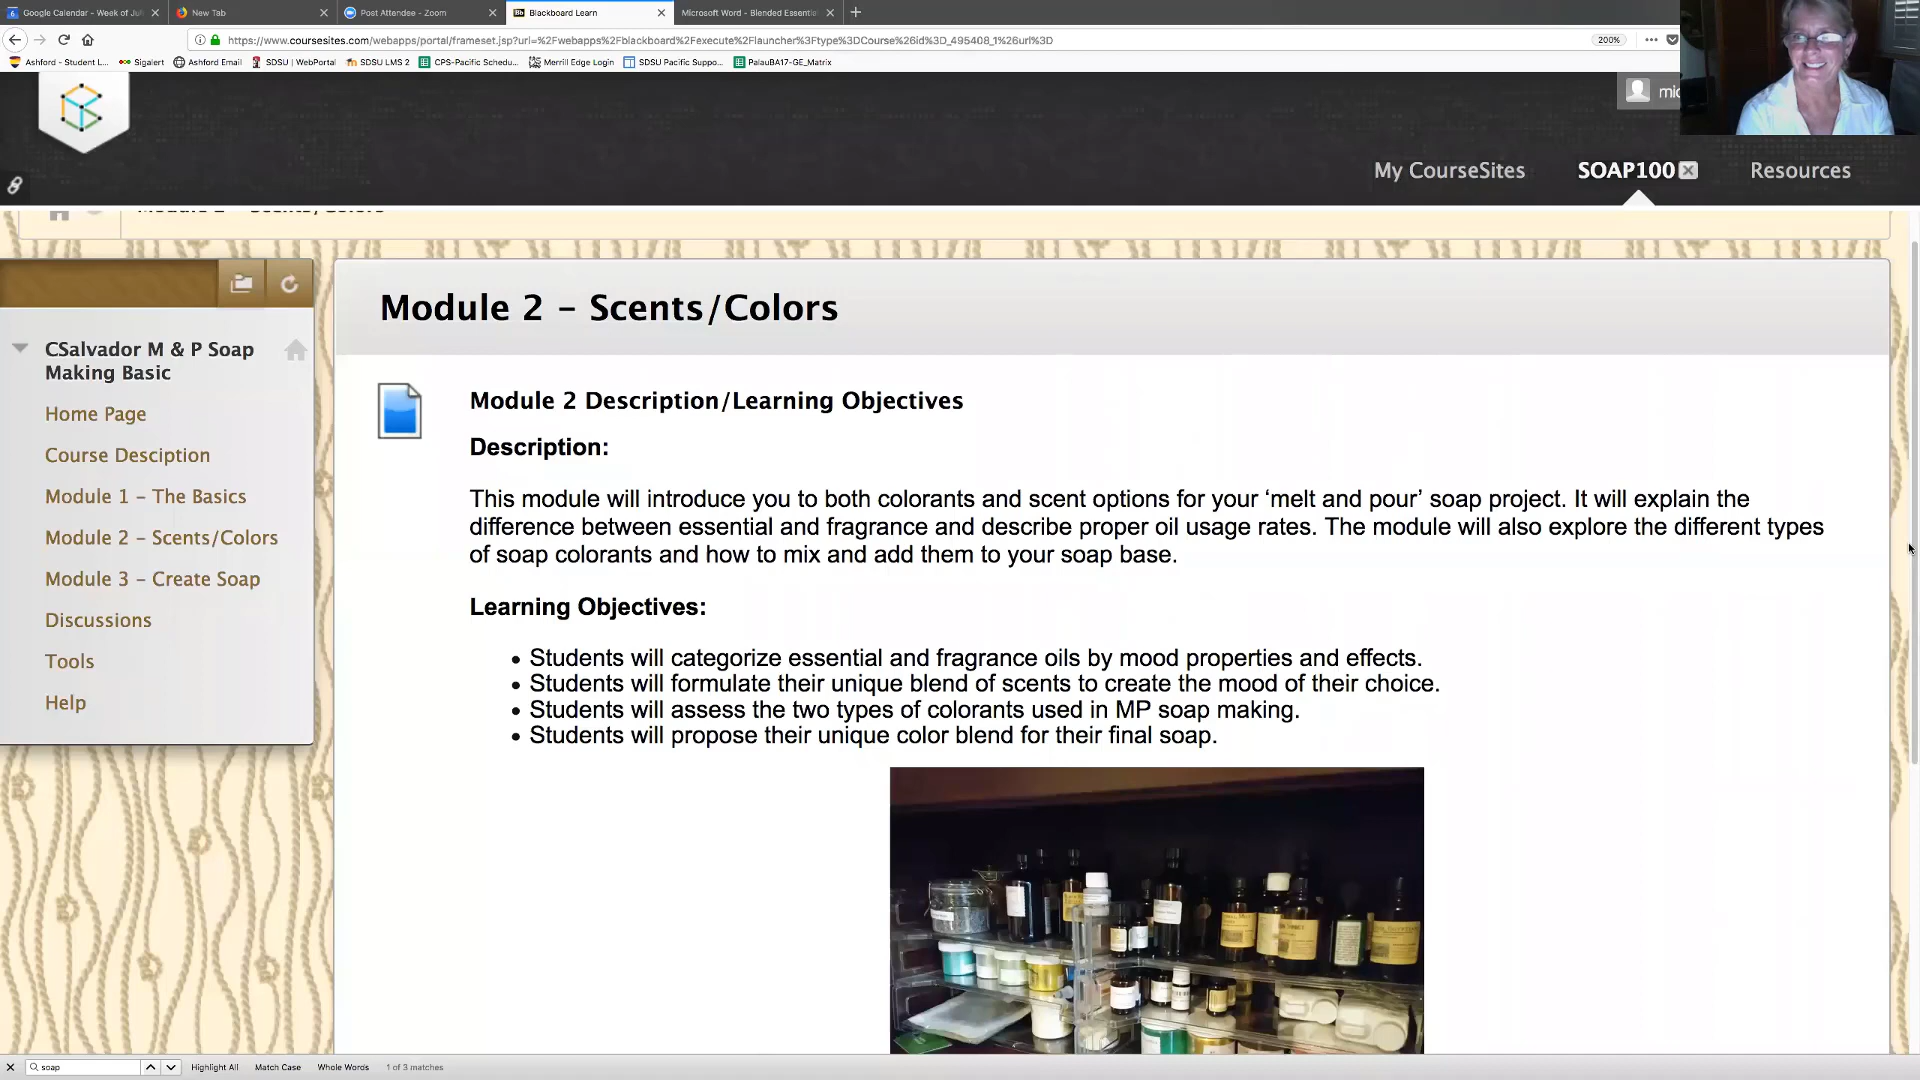 Google Calendar - Week of Jul
New Tab
Post Attendee - Zoom
Bb Blackboard Learn
Microsoft Word - Blended Essentia
https://www.coursesites.com/webapps/portal/frameset.jsp?url=%2Fwebapps%2Fblackboard%2Fexecute%2Flauncher%3Ftype%3DCourse%26id%3D_495408_1%26url%3D
200%
Ashford - Student L...
Sigalert
Ashford Email
SDSU | WebPortal
SDSU LMS 2
CPS-Pacific Schedu...
Merrill Edge Login
SDSU Pacific Suppo...
PalauBA17-GE_Matrix
mic
My CourseSites
SOAP100
Resources
Module 2 - Scents/Colors
CSalvador M & P Soap
Making Basic
Home Page
Course Desciption
Module 1 - The Basics
Module 2 - Scents/Colors
Module 3 - Create Soap
Discussions
Tools
Help
Module 2 - Scents/Colors
Module 2 Description/Learning Objectives
Description:
This module will introduce you to both colorants and scent options for your ‘melt and pour’ soap project. It will explain the
difference between essential and fragrance and describe proper oil usage rates. The module will also explore the different types
of soap colorants and how to mix and add them to your soap base.
Learning Objectives:
• Students will categorize essential and fragrance oils by mood properties and effects.
• Students will formulate their unique blend of scents to create the mood of their choice.
• Students will assess the two types of colorants used in MP soap making.
• Students will propose their unique color blend for their final soap.
soap
Highlight All
Match Case
Whole Words
1 of 3 matches